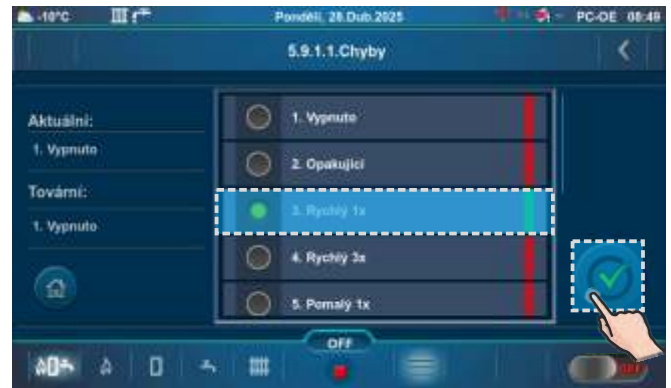 -10°C
Pondělí, 28.Dub.2025
PC-OE 08:49
5.9.1.1.Chyby
Aktuální:
1. Vypnuto
Tovární:
1. Vypnuto
1. Vypnuto
2. Opakující
3. Rychlý 1x
4. Rychlý 3x
5. Pomalý 1x
OFF
OFF